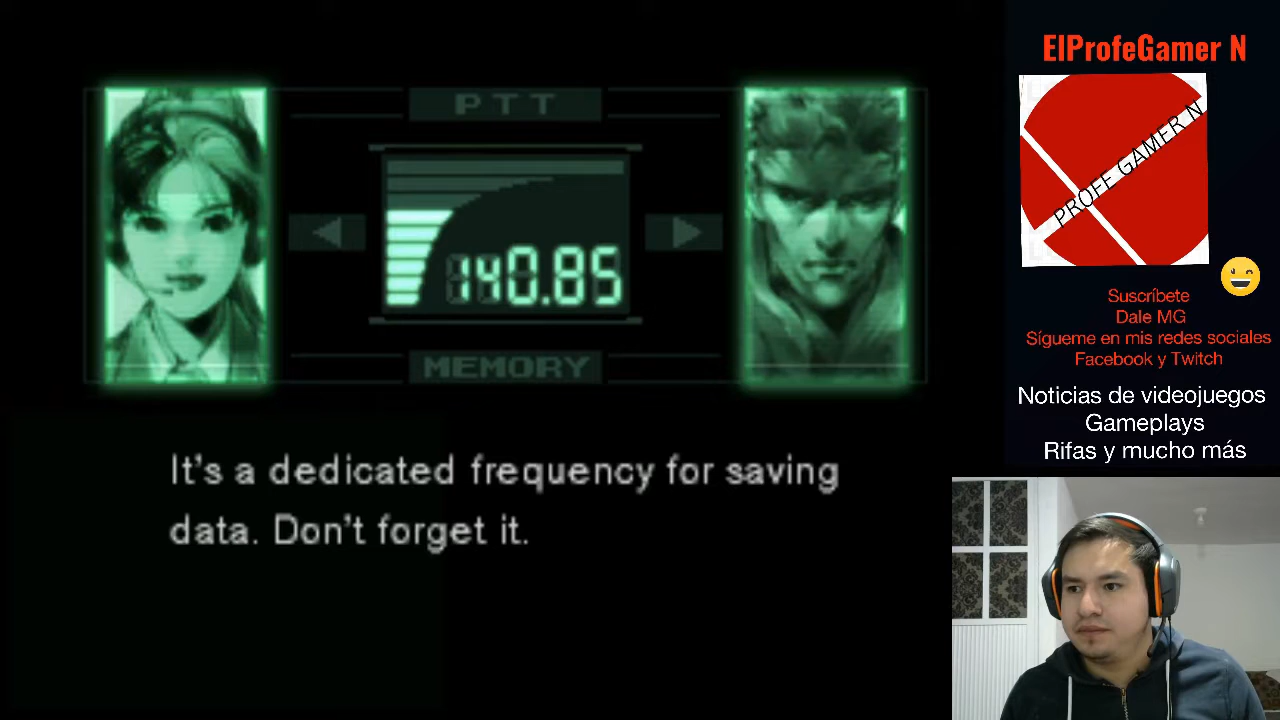 PTT
140.85
MEMORY
It's a dedicated frequency for saving
data. Don't forget it.
ElProfeGamer N
PROFF GAMER N
Suscríbete
Dale MG
Sígueme en mis redes sociales
Facebook y Twitch
Noticias de videojuegos
Gameplays
Rifas y mucho más